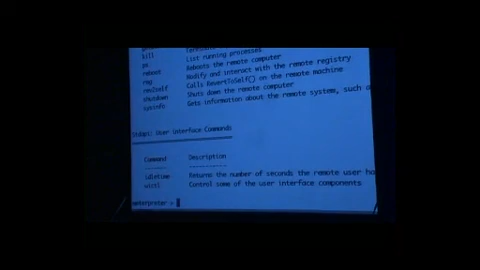 kill
ps List running processes
reboot Reboots the remote computer
reg Modify and interact with the remote registry
rev2self Calls RevertToSelf() on the remote machine
shutdown Shuts down the remote computer
sysinfo Gets information about the remote system, such a
Stdapi: User interface Commands
Command Description
idletime Returns the number of seconds the remote user ha
uictl Control some of the user interface components
meterpreter >